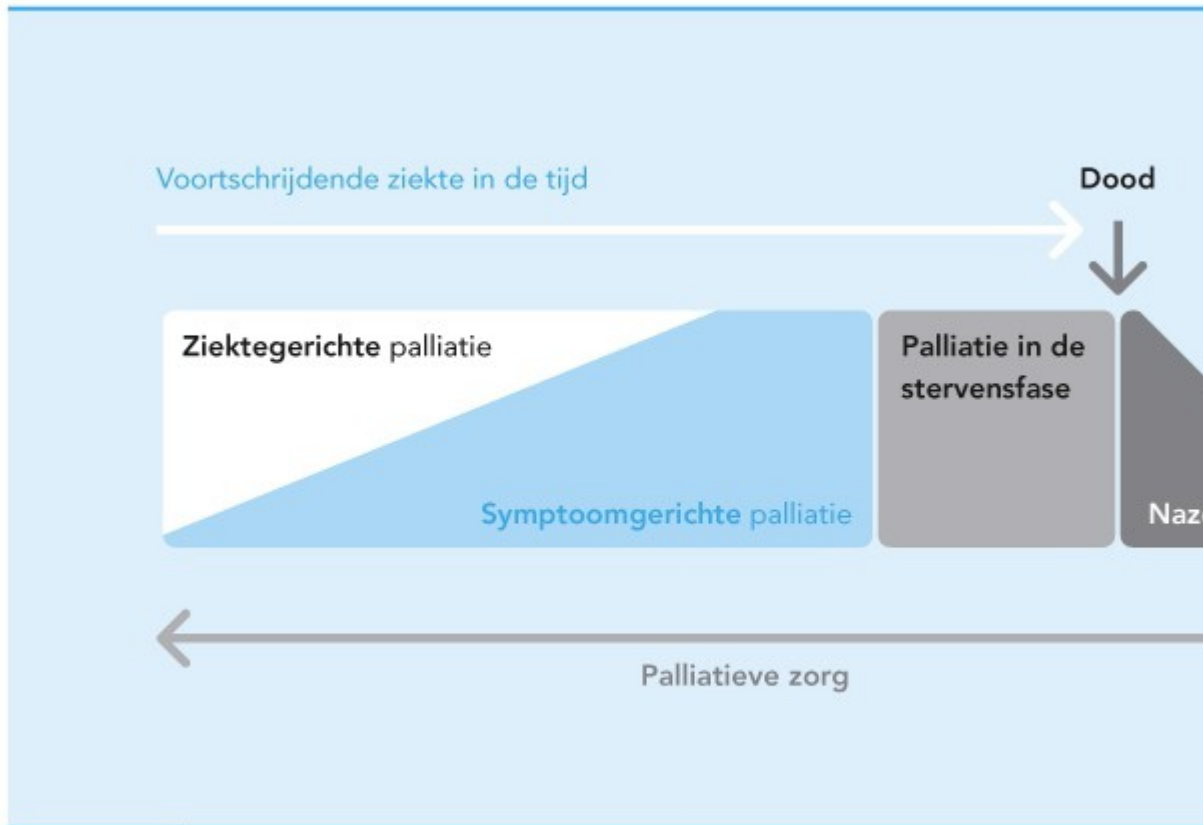 Voortschrijdende ziekte in de tijd
Dood
Ziektegerichte palliatie
Palliatie in de
stervensfase
Symptoomgerichte palliatie
Palliatieve zorg